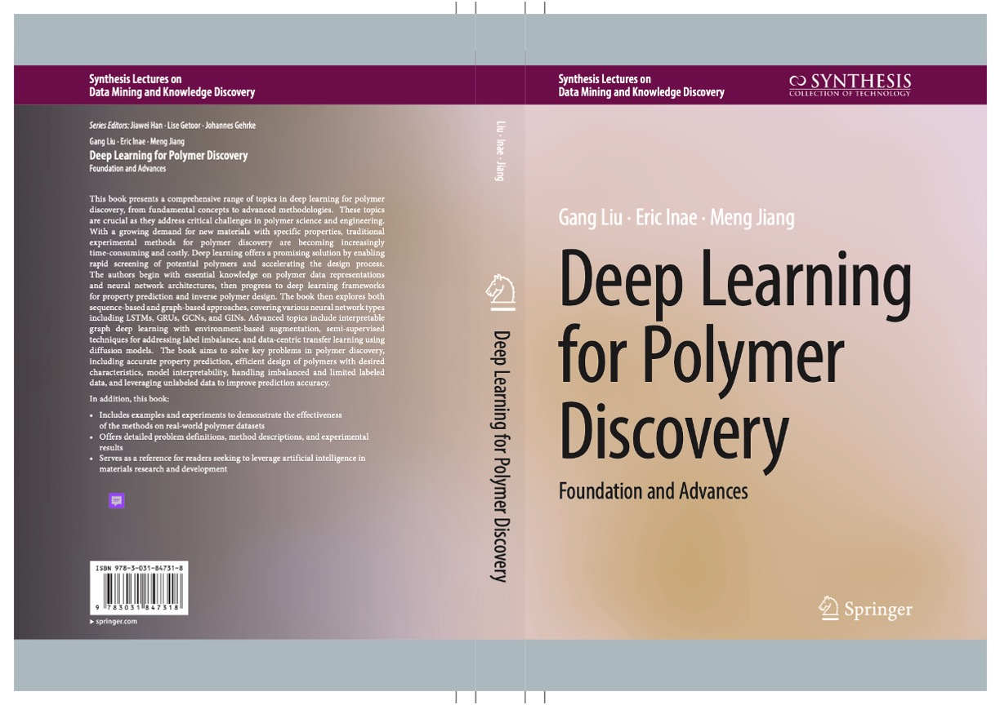 Synthesis Lectures on
Data Mining and Knowledge Discovery
Series Editors: Jiawei Han · Lise Getoor · Johannes Gehrke
Gang Liu · Eric Inae · Meng Jiang
Deep Learning for Polymer Discovery
Foundation and Advances
This book presents a comprehensive range of topics in deep learning for polymer
discovery, from fundamental concepts to advanced methodologies. These topics
are crucial as they address critical challenges in polymer science and engineering.
With a growing demand for new materials with specific properties, traditional
experimental methods for polymer discovery are becoming increasingly
time-consuming and costly. Deep learning offers a promising solution by enabling
rapid screening of potential polymers and accelerating the design process.
The authors begin with essential knowledge on polymer data representations
and neural network architectures, then progress to deep learning frameworks
for property prediction and inverse polymer design. The book then explores both
sequence-based and graph-based approaches, covering various neural network types
including LSTMs, GRUs, GCNs, and GINs. Advanced topics include interpretable
graph deep learning with environment-based augmentation, semi-supervised
techniques for addressing label imbalance, and data-centric transfer learning using
diffusion models. The book aims to solve key problems in polymer discovery,
including accurate property prediction, efficient design of polymers with desired
characteristics, model interpretability, handling imbalanced and limited labeled
data, and leveraging unlabeled data to improve prediction accuracy.
In addition, this book:
• Includes examples and experiments to demonstrate the effectiveness
of the methods on real-world polymer datasets
• Offers detailed problem definitions, method descriptions, and experimental
results
• Serves as a reference for readers seeking to leverage artificial intelligence in
materials research and development
ISBN 978-3-031-84731-8
9 783031 847318
▸ springer.com
Liu · Inae · Jiang
Deep Learning for Polymer Discovery
Synthesis Lectures on
Data Mining and Knowledge Discovery
SYNTHESIS
COLLECTION OF TECHNOLOGY
Gang Liu · Eric Inae · Meng Jiang
Deep Learning
for Polymer
Discovery
Foundation and Advances
Springer